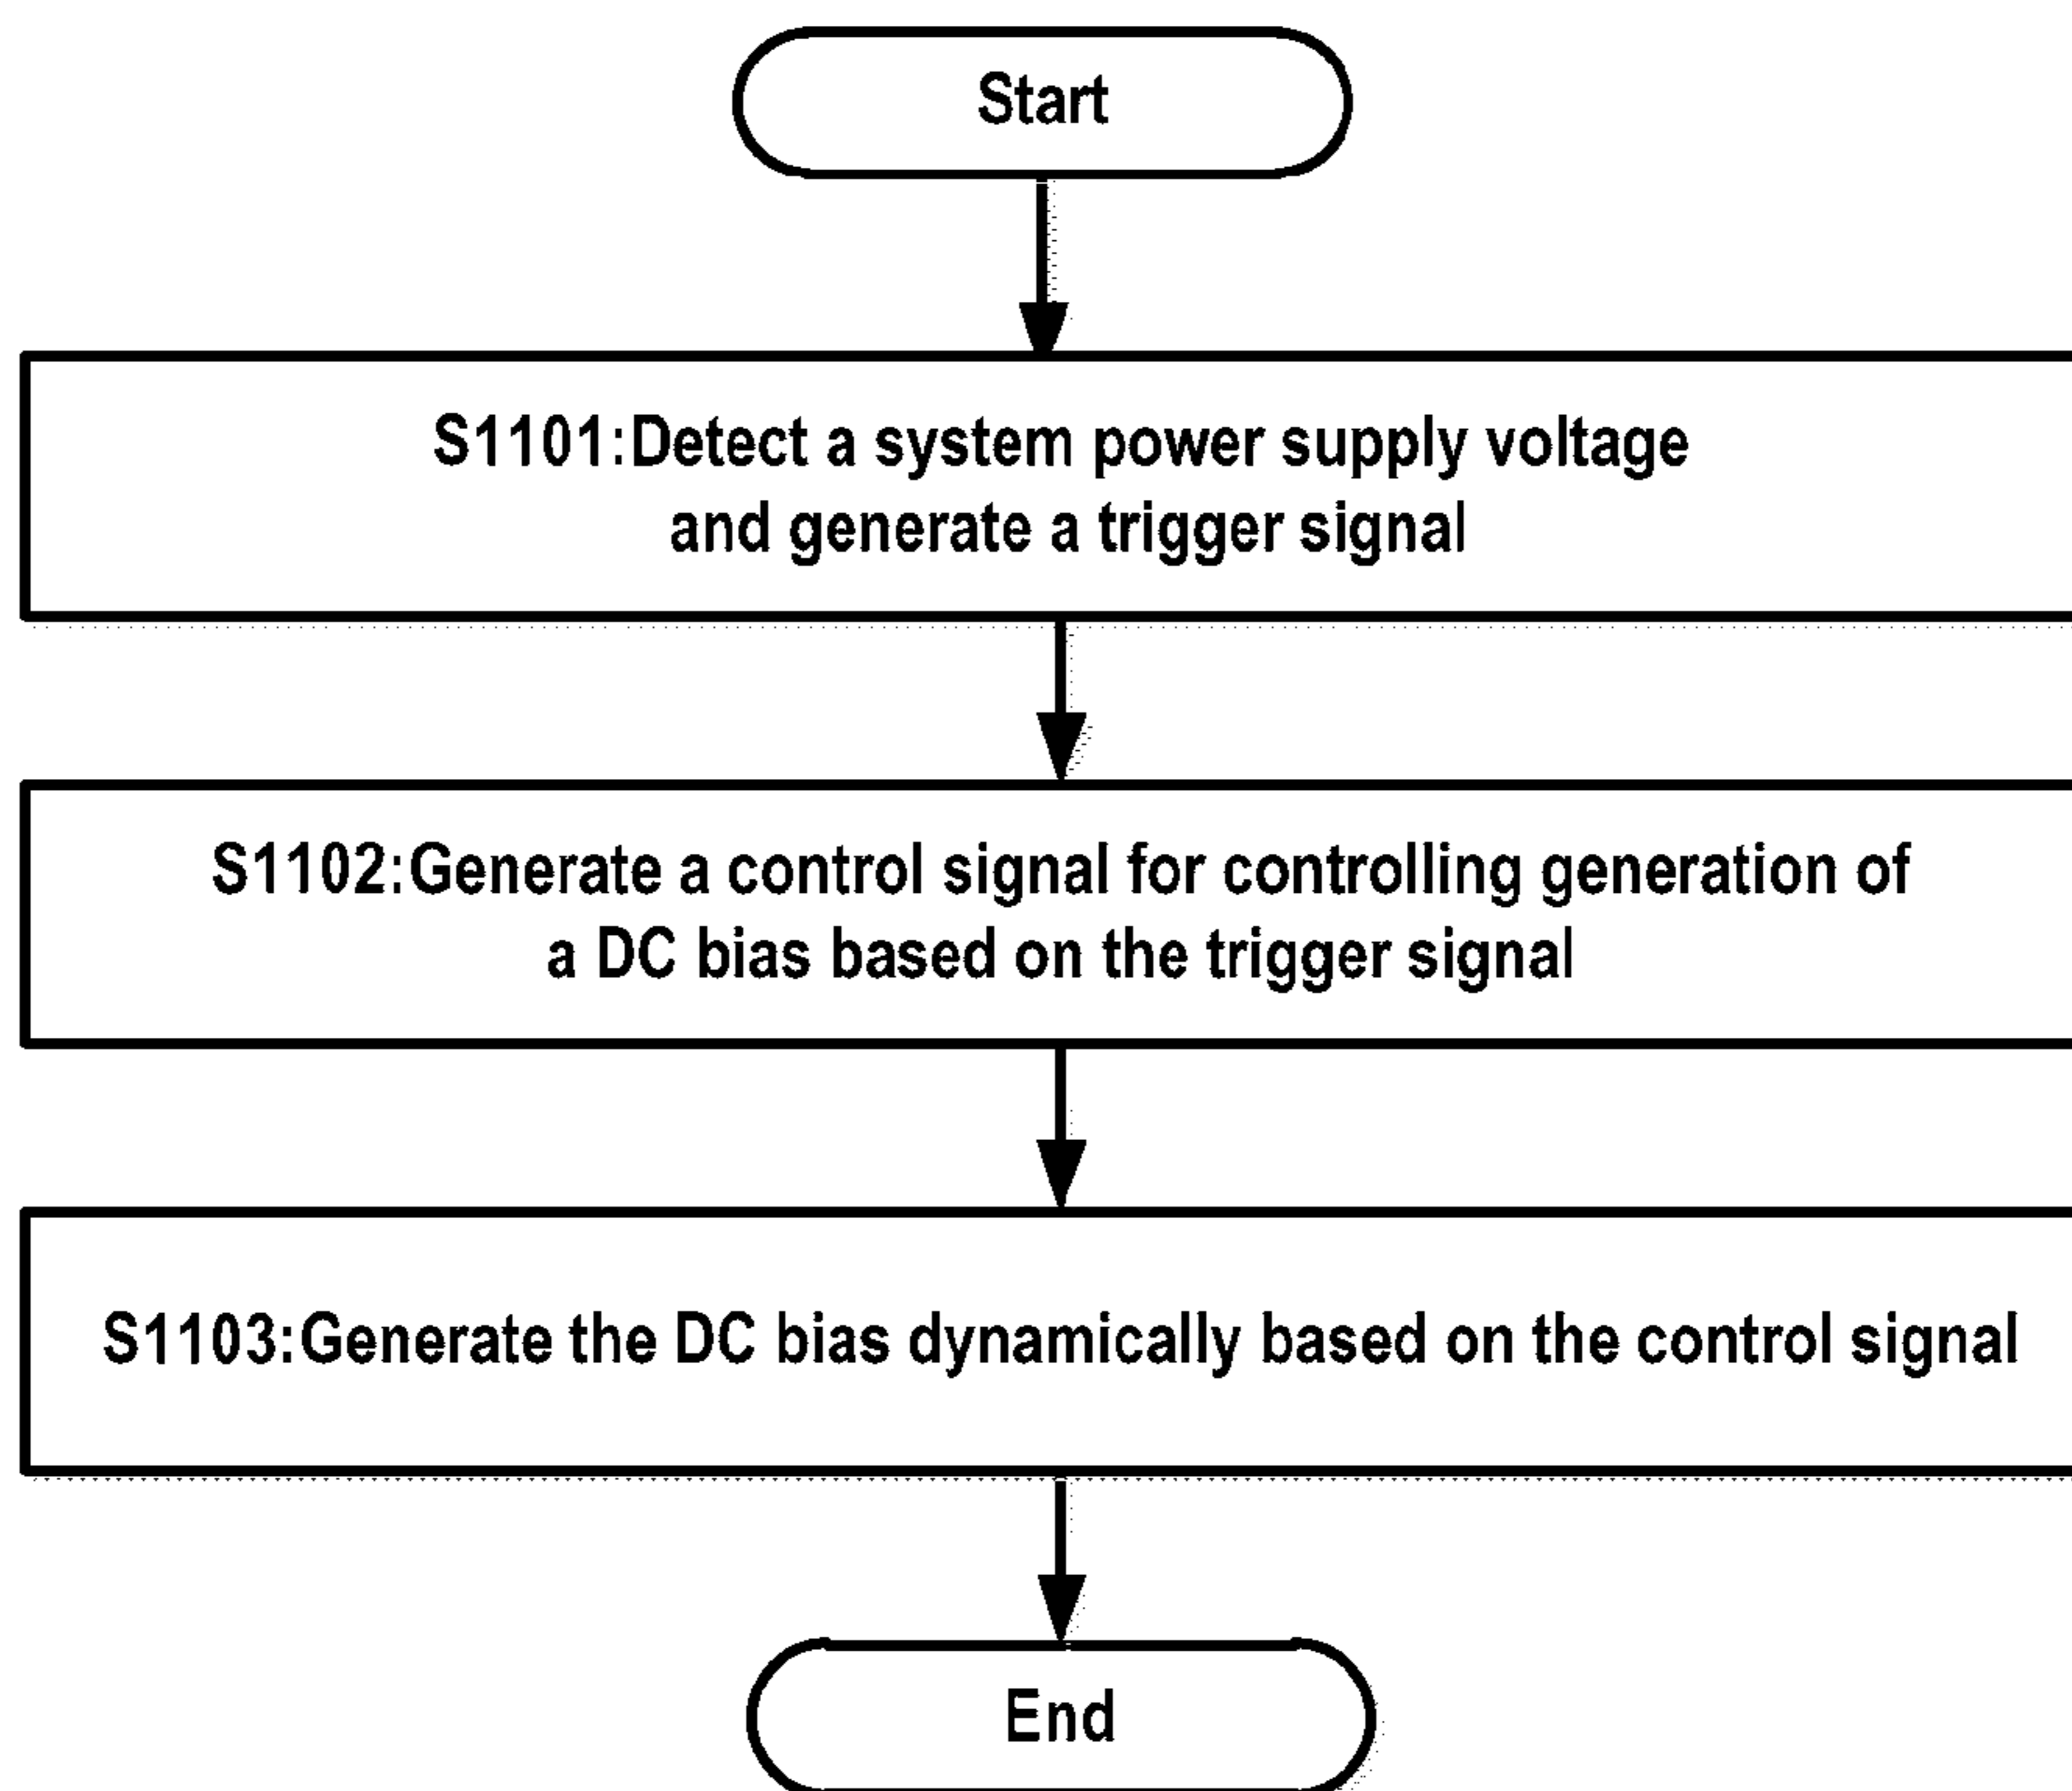 Start
S1101:Detect a system power supply voltage
and generate a trigger signal
S1102:Generate a control signal for controlling generation of
a DC bias based on the trigger signal
S1103:Generate the DC bias dynamically based on the control signal
End